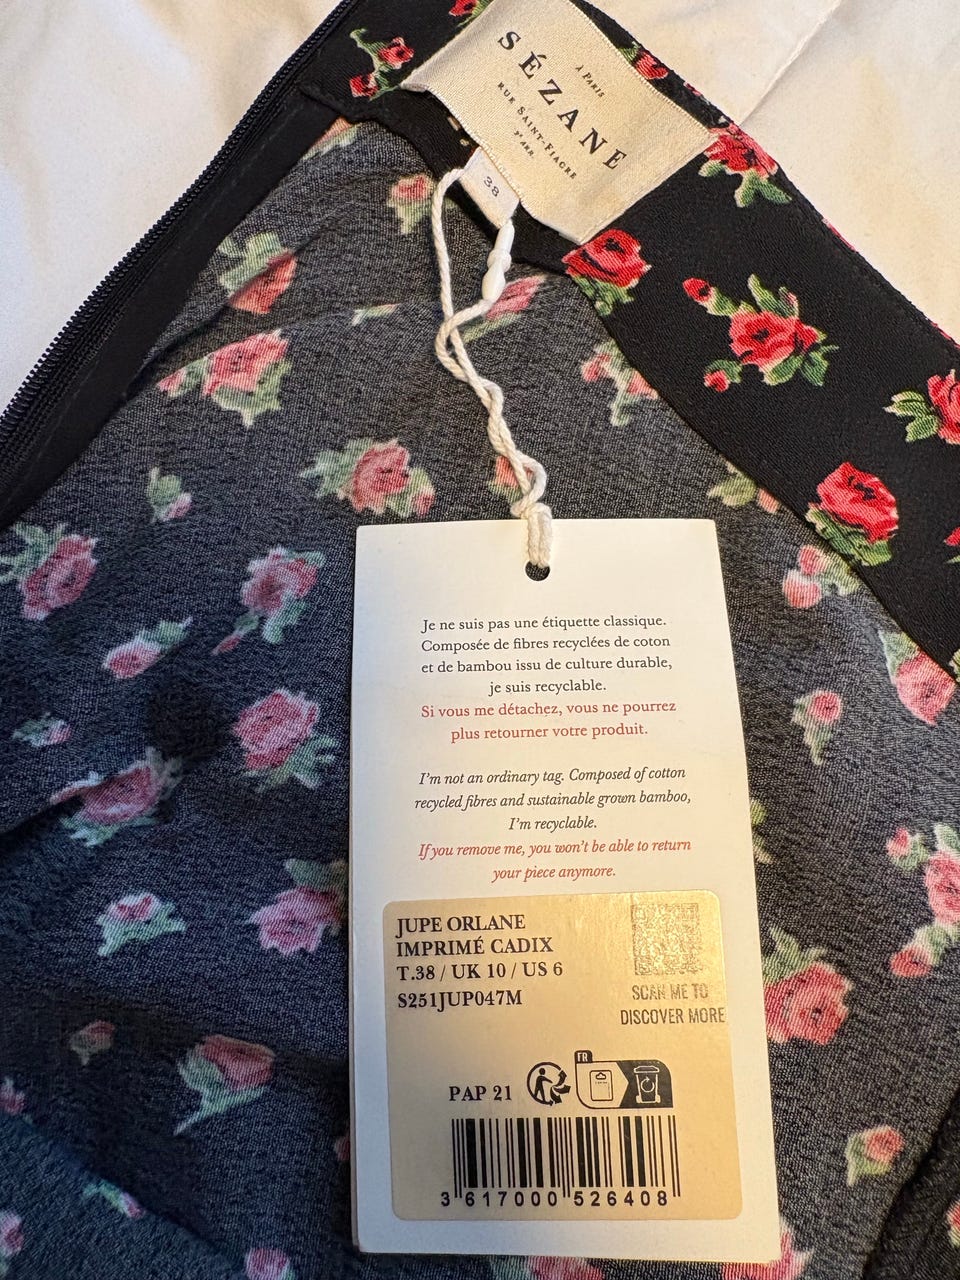 À PARIS
SÉZANE
RUE SAINT-FIACRE
2e ARR.
38
Je ne suis pas une étiquette classique.
Composée de fibres recyclées de coton
et de bambou issu de culture durable,
je suis recyclable.
Si vous me détachez, vous ne pourrez
plus retourner votre produit.
I'm not an ordinary tag. Composed of cotton
recycled fibres and sustainable grown bamboo,
I'm recyclable.
If you remove me, you won't be able to return
your piece anymore.
JUPE ORLANE
IMPRIMÉ CADIX
T.38 / UK 10 / US 6
S251JUP047M
SCAN ME TO
DISCOVER MORE
FR
PAP 21
3 617000 526408